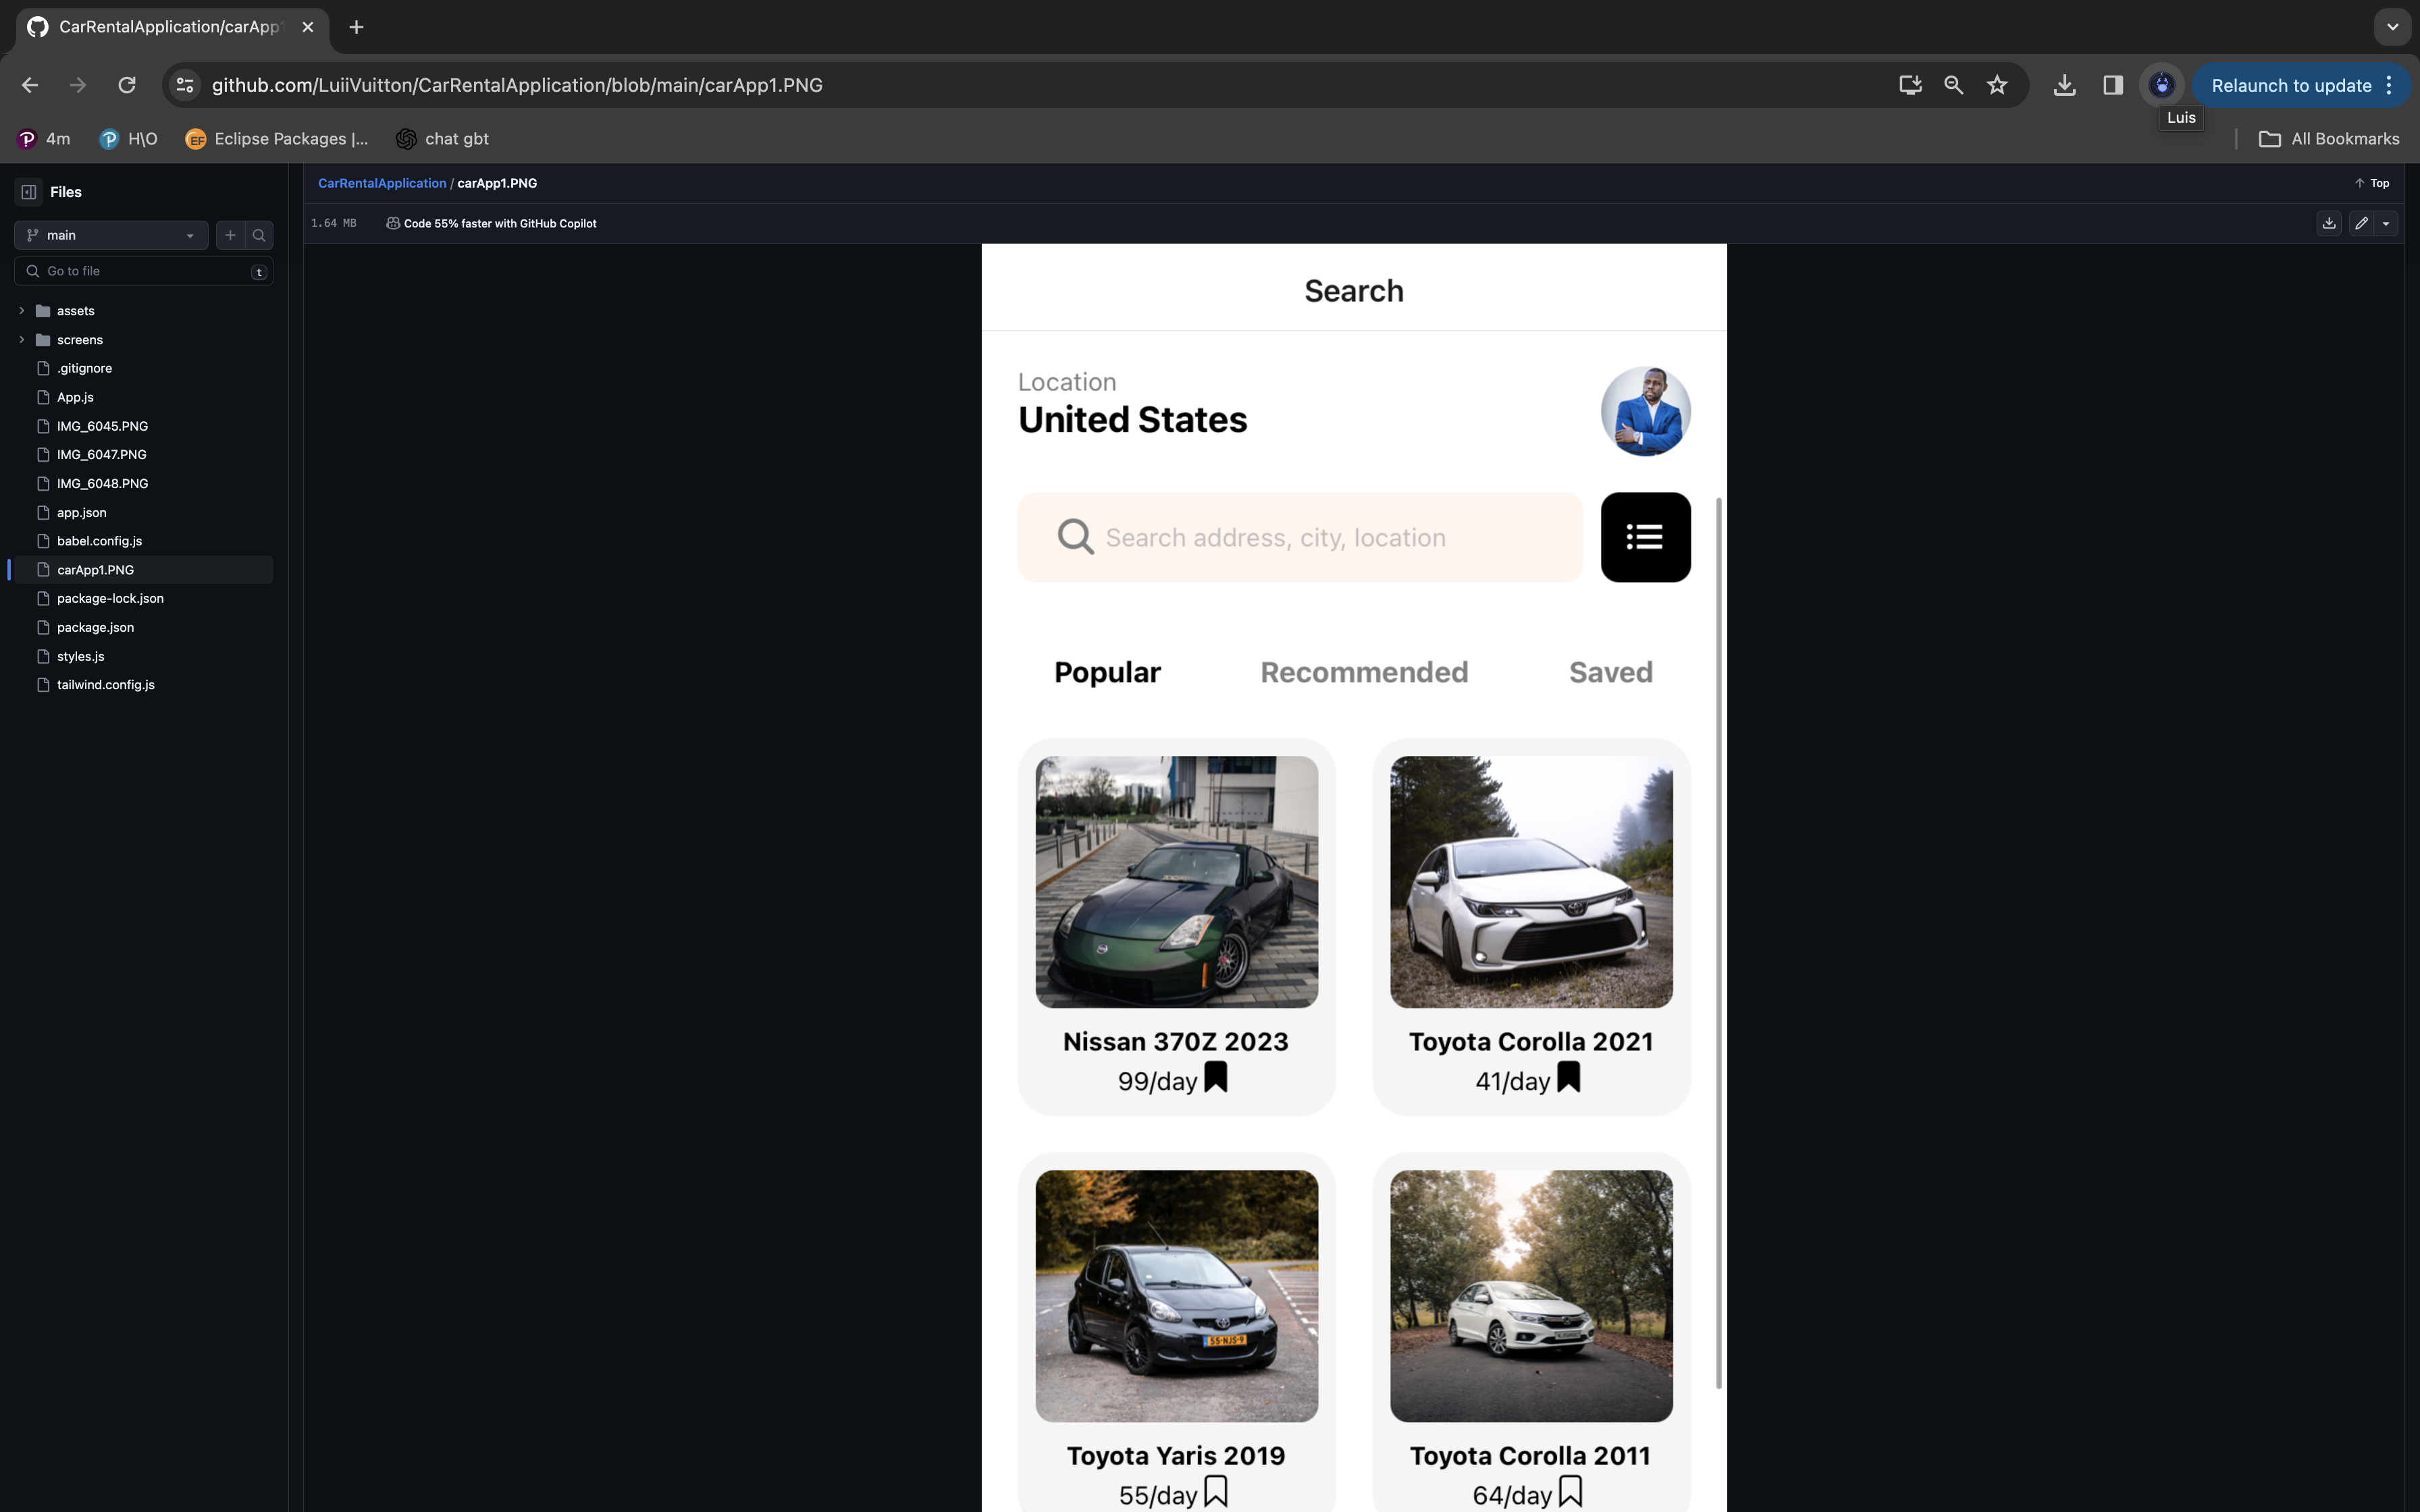 CarRentalApplication/carApp1
github.com/LuiiVuitton/CarRentalApplication/blob/main/carApp1.PNG
Relaunch to update
Luis
4m
H\O
Eclipse Packages |...
chat gbt
All Bookmarks
Files
CarRentalApplication / carApp1.PNG
Top
main
1.64 MB
Code 55% faster with GitHub Copilot
Go to file
t
assets
screens
.gitignore
App.js
IMG_6045.PNG
IMG_6047.PNG
IMG_6048.PNG
app.json
babel.config.js
carApp1.PNG
package-lock.json
package.json
styles.js
tailwind.config.js
Search
Location
United States
Search address, city, location
Popular Recommended Saved
Nissan 370Z 2023
99/day
Toyota Corolla 2021
41/day
55-NJS-9
Toyota Yaris 2019
55/day
Toyota Corolla 2011
64/day